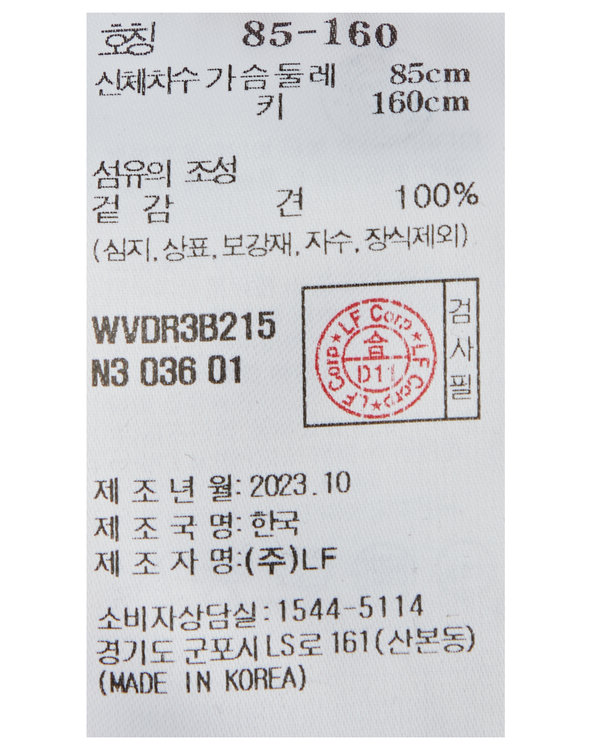 호칭 85-160
신체치수 가슴둘레 85cm
키 160cm
섬유의 조성
겉감 견 100%
(심지, 상표, 보강재, 자수, 장식제외)
WVDR3B215
N3 036 01
LF Corp★LF Corp★LF Corp★
合
D11
검사필
제조년월: 2023.10
제조국명: 한국
제조자명:(주)LF
소비자상담실: 1544-5114
경기도 군포시 LS로 161(산본동)
(MADE IN KOREA)